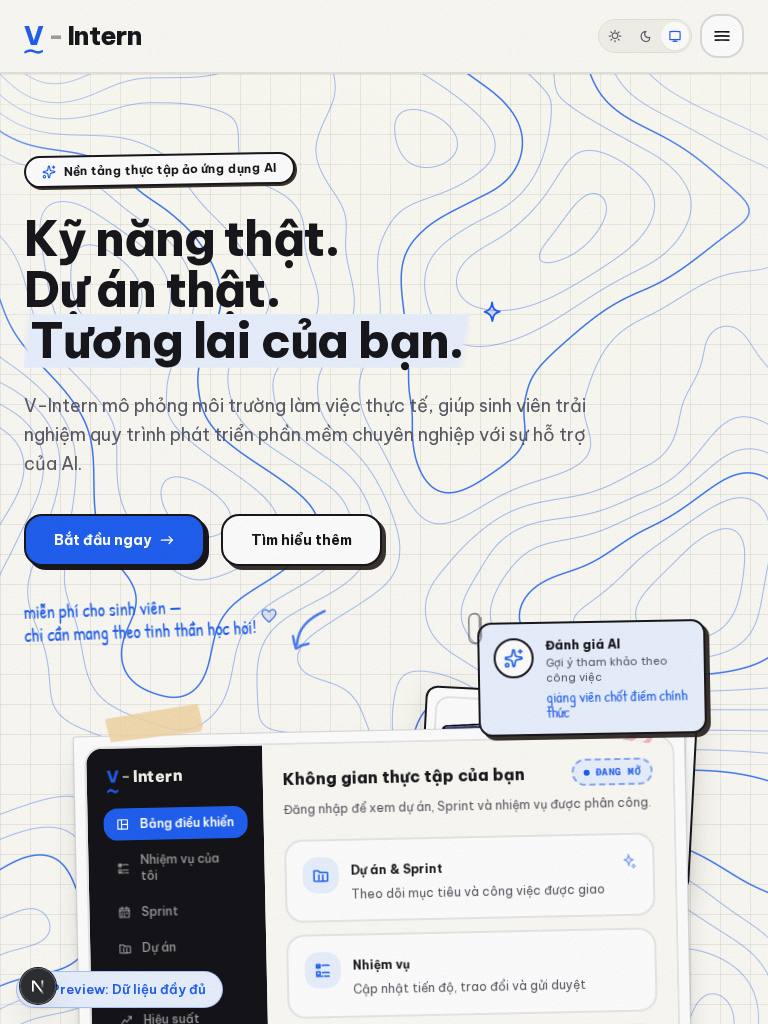 V - Intern
Nền tảng thực tập ảo ứng dụng AI
Kỹ năng thật.
Dự án thật.
Tương lai của bạn.
V-Intern mô phỏng môi trường làm việc thực tế, giúp sinh viên trải
nghiệm quy trình phát triển phần mềm chuyên nghiệp với sự hỗ trợ
của AI.
Bắt đầu ngay →
Tìm hiểu thêm
miễn phí cho sinh viên —
chỉ cần mang theo tinh thần học hỏi!
Đánh giá AI
Gợi ý tham khảo theo
công việc
giảng viên chốt điểm chính
thức
V - Intern
Bảng điều khiển
Nhiệm vụ của
tôi
Sprint
Dự án
Hiệu suất
Không gian thực tập của bạn
ĐANG MỞ
Đăng nhập để xem dự án, Sprint và nhiệm vụ được phân công.
Dự án & Sprint
Theo dõi mục tiêu và công việc được giao
Nhiệm vụ
Cập nhật tiến độ, trao đổi và gửi duyệt
N
Preview: Dữ liệu đầy đủ